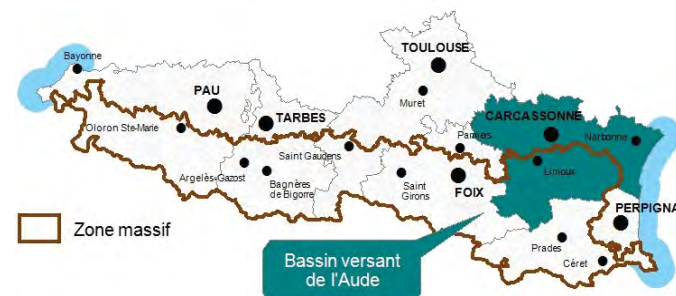 TOULOUSE
Bayonne
PAU
Muret
TARBES
CARCASSONNE
Oloron Ste-Marie
Pamiers
Narbonne
Saint Gaudens
Limoux
Argelès-Gazost
Bagnères
de Bigorre
Saint
Girons
FOIX
PERPIGNA
Zone massif
Bassin versant
de l'Aude
Prades
Céret